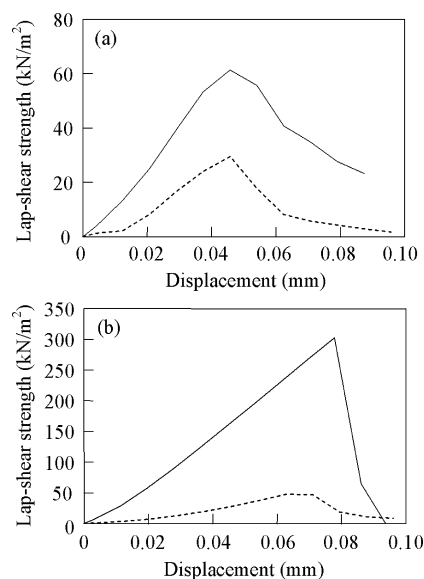 (a)
Lap-shear strength (kN/m²)
80
60
40
20
0
0 0.02 0.04 0.06 0.08 0.10
Displacement (mm)
(b)
Lap-shear strength (kN/m²)
350
300
250
200
150
100
50
0
0 0.02 0.04 0.06 0.08 0.10
Displacement (mm)